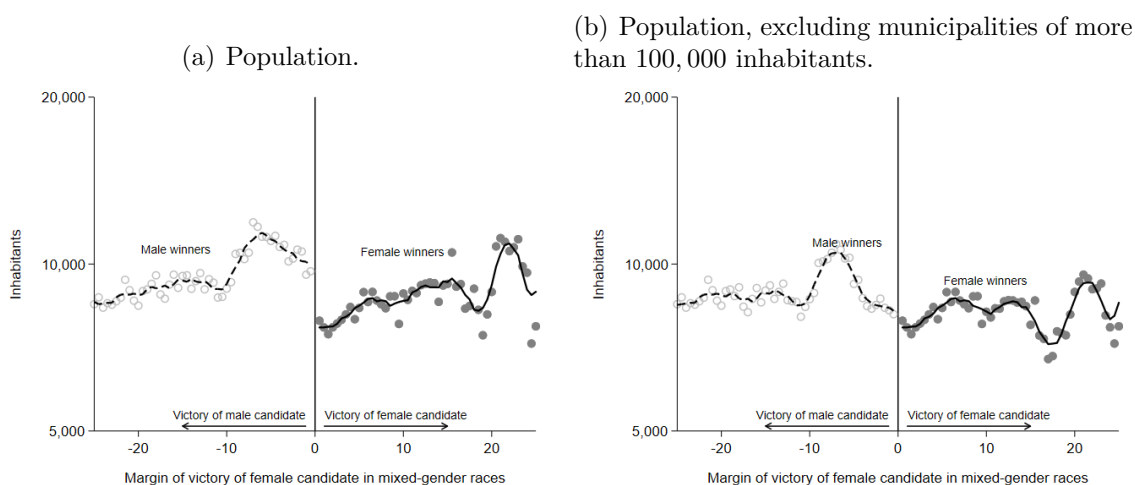 (a) Population.
(b) Population, excluding municipalities of more
than 100, 000 inhabitants.
20,000
10,000
5,000
Inhabitants
Male winners
Female winners
Victory of male candidate
Victory of female candidate
-20
-10
0
10
20
Margin of victory of female candidate in mixed-gender races
20,000
10,000
5,000
Inhabitants
Male winners
Female winners
Victory of male candidate
Victory of female candidate
-20
-10
0
10
20
Margin of victory of female candidate in mixed-gender races